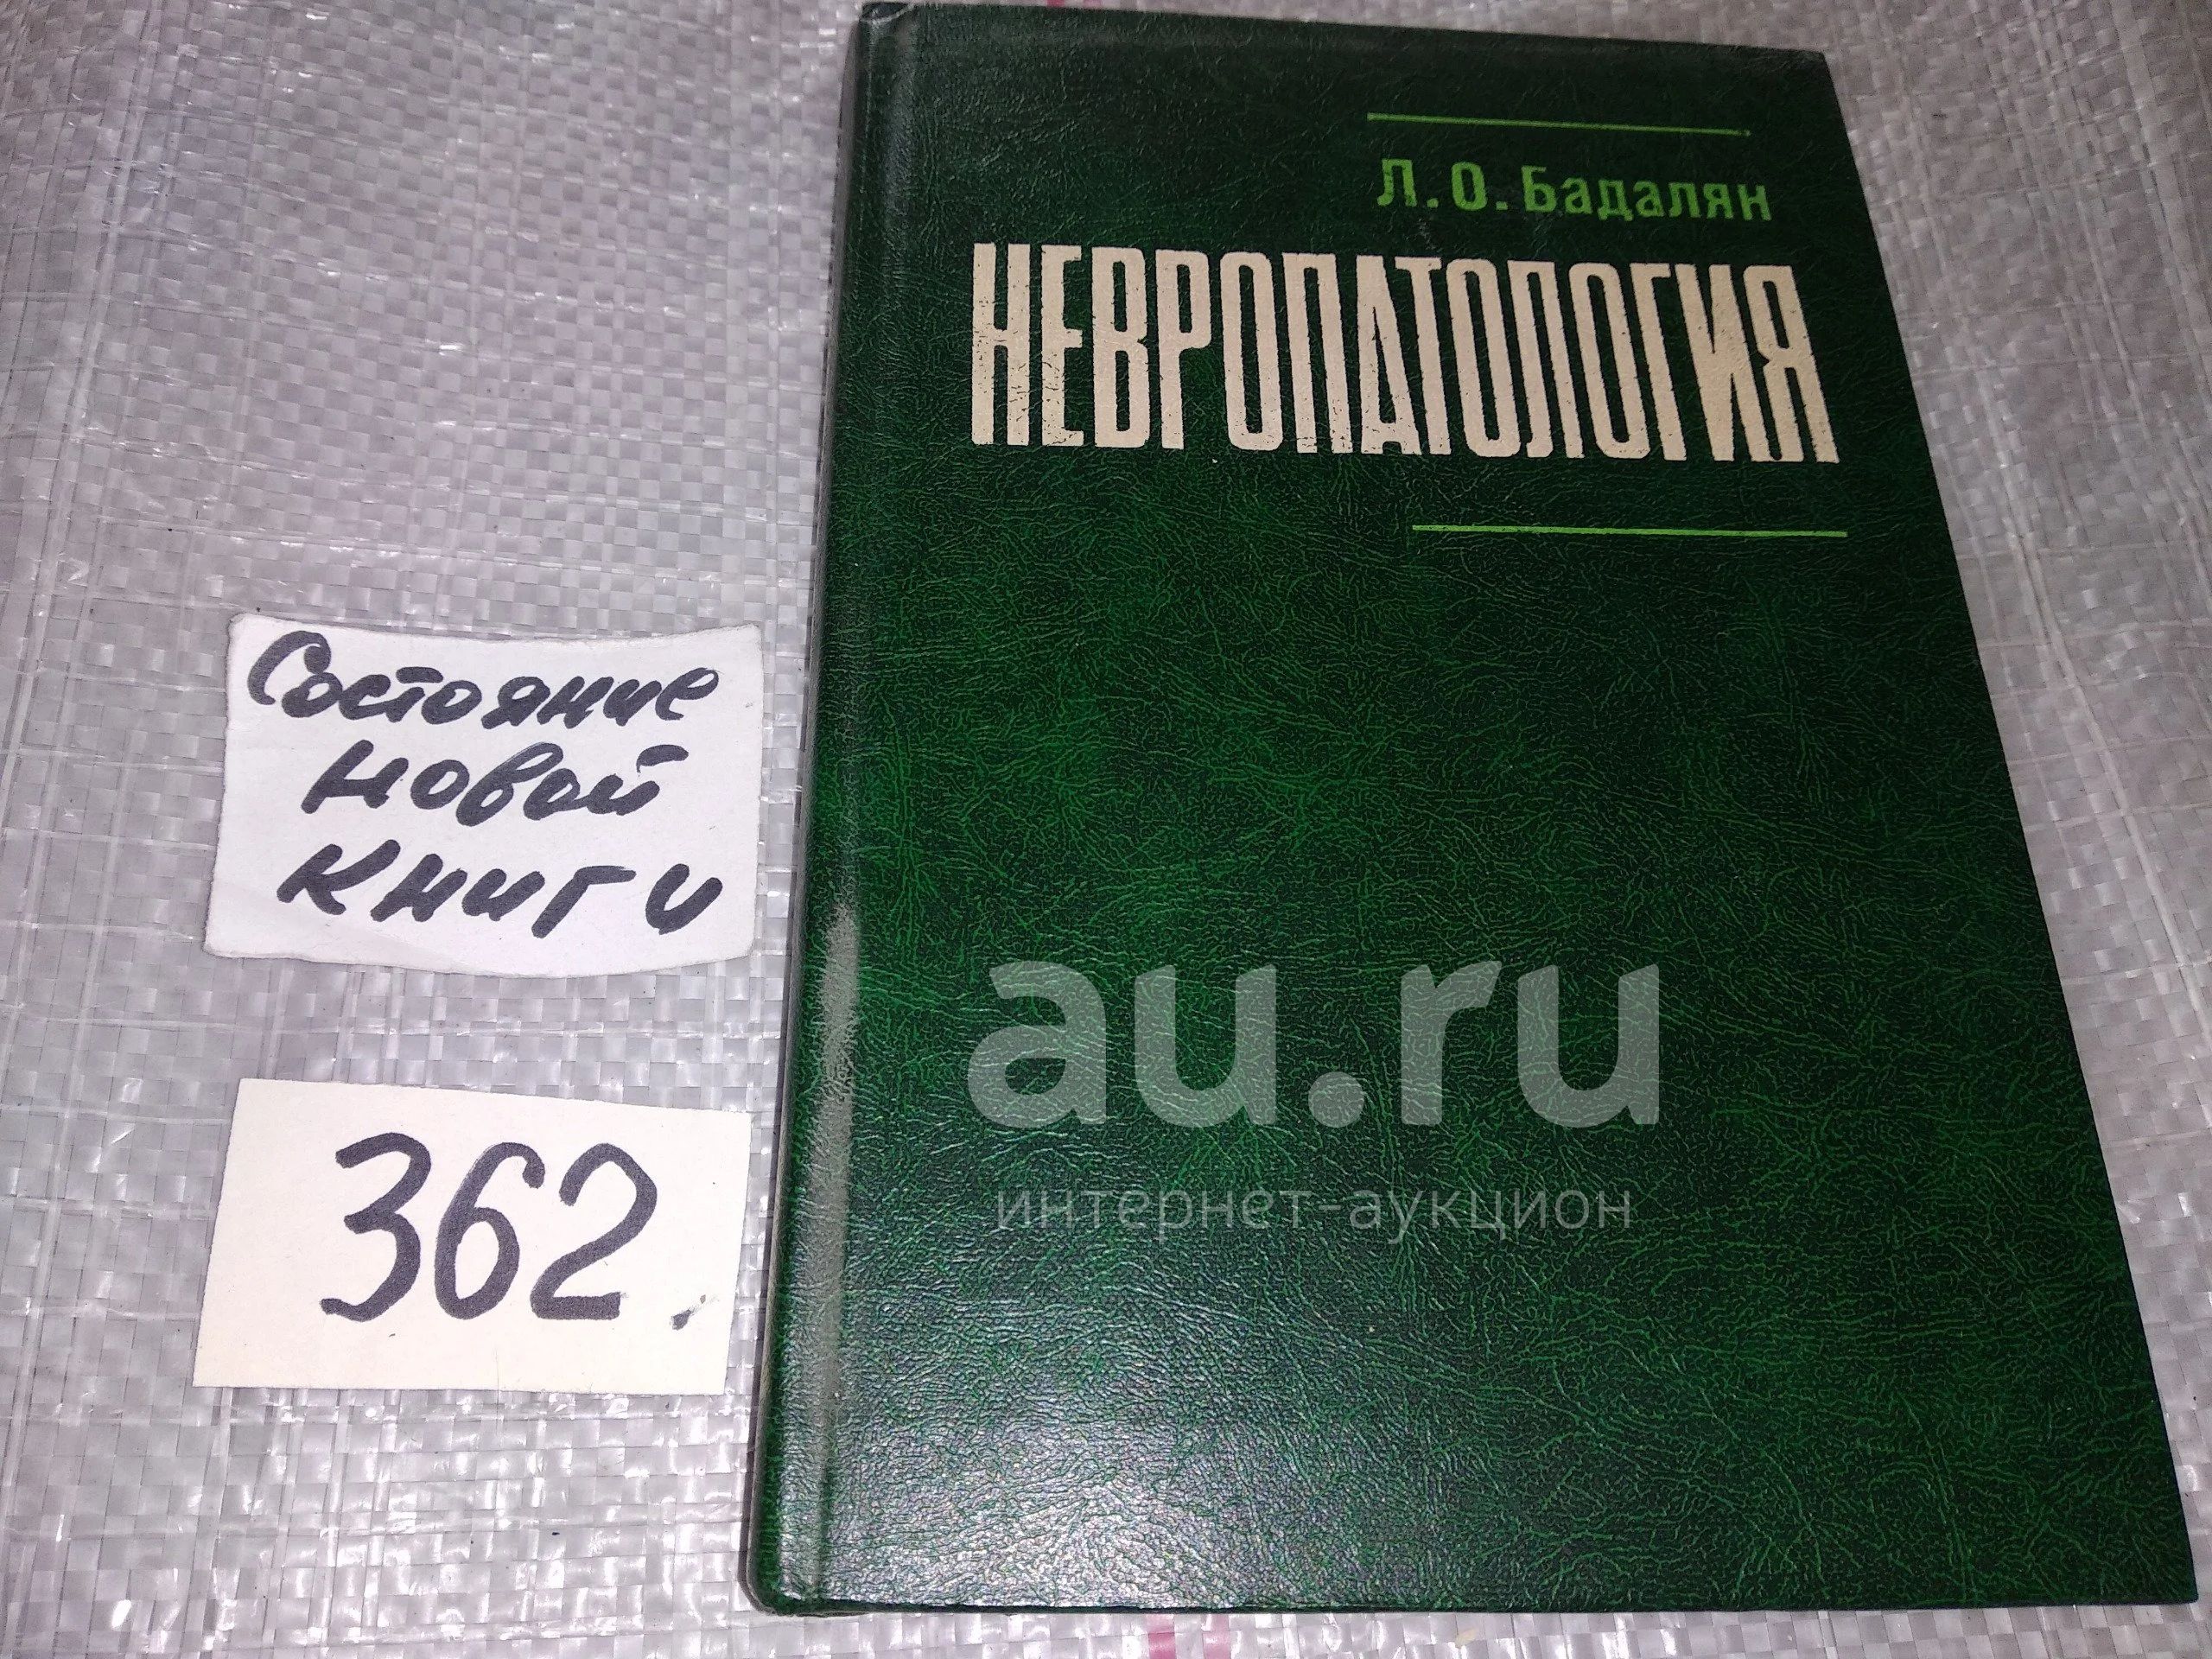 Л.О.Бадалян
НЕВРОПАТОЛОГИЯ
Состояние
новой
книги
362.
au.ru
интернет-аукцион